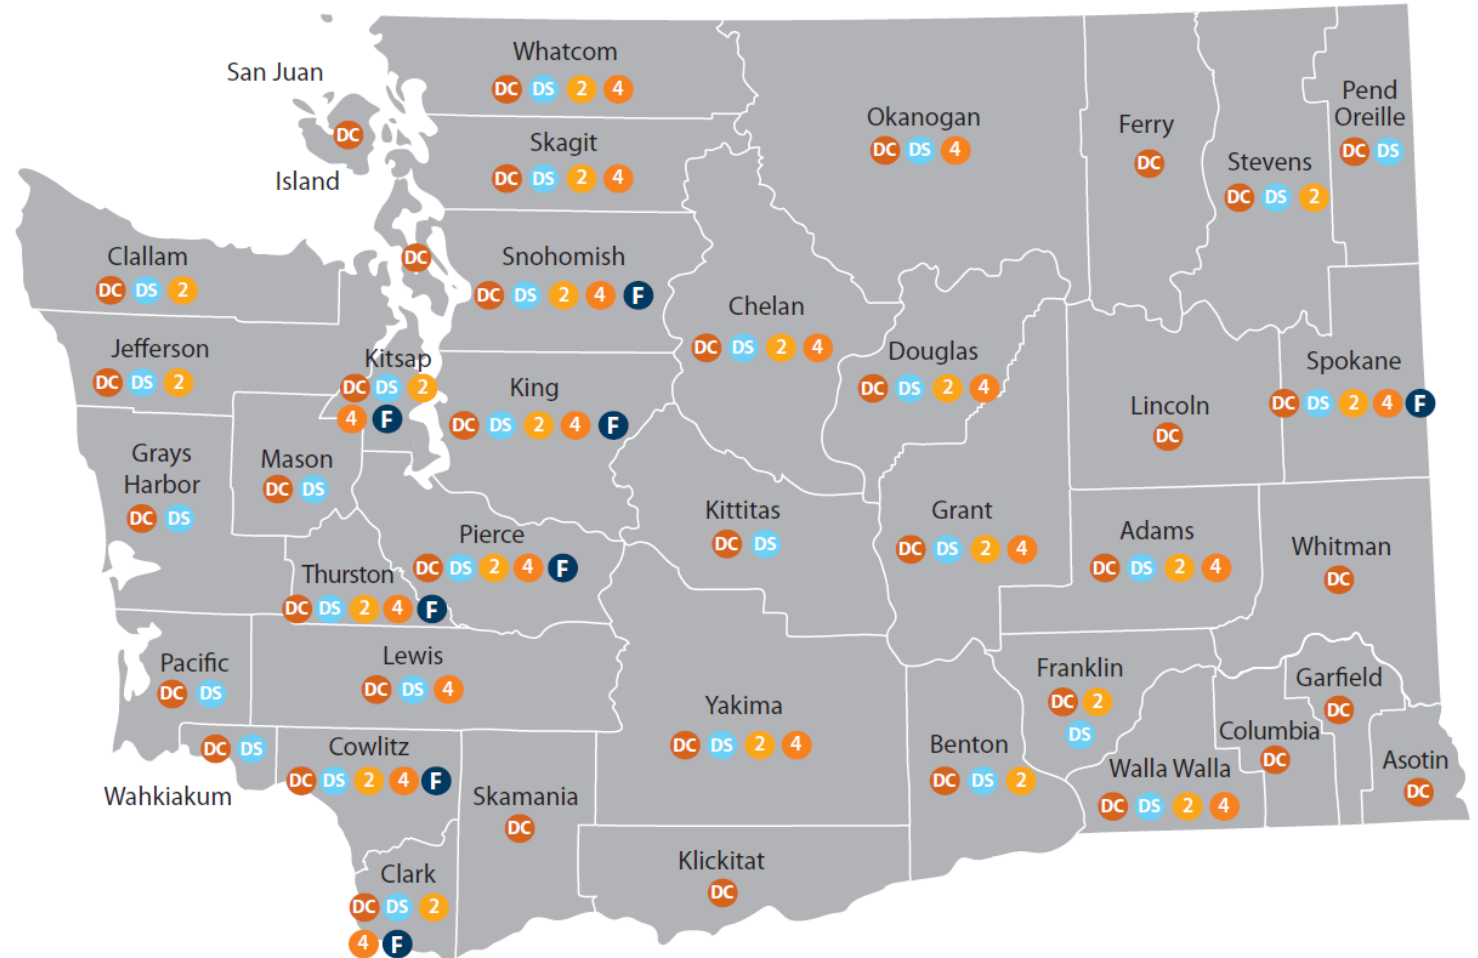 Whatcom
DC DS 2 4
San Juan
DC
Skagit
DC DS 2 4
Island
DC
Okanogan
DC DS 4
Ferry
DC
Stevens
DC DS 2
Pend
Oreille
DC DS
Clallam
DC DS 2
Snohomish
DC DS 2 4 F
Chelan
DC DS 2 4
Jefferson
DC DS 2
Kitsap
DC DS 2
4 F
King
DC DS 2 4 F
Douglas
DC DS 2 4
Lincoln
DC
Spokane
DC DS 2 4 F
Grays
Harbor
DC DS
Mason
DC DS
Pierce
DC DS 2 4 F
Kittitas
DC DS
Grant
DC DS 2 4
Adams
DC DS 2 4
Whitman
DC
Thurston
DC DS 2 4 F
Pacific
DC DS
Lewis
DC DS 4
Yakima
DC DS 2 4
Franklin
DC 2
DS
Garfield
DC
Wahkiakum
DC DS
Cowlitz
DC DS 2 4 F
Skamania
DC
Benton
DC DS 2
Walla Walla
DC DS 2 4
Columbia
DC
Asotin
DC
Clark
DC DS 2
4 F
Klickitat
DC